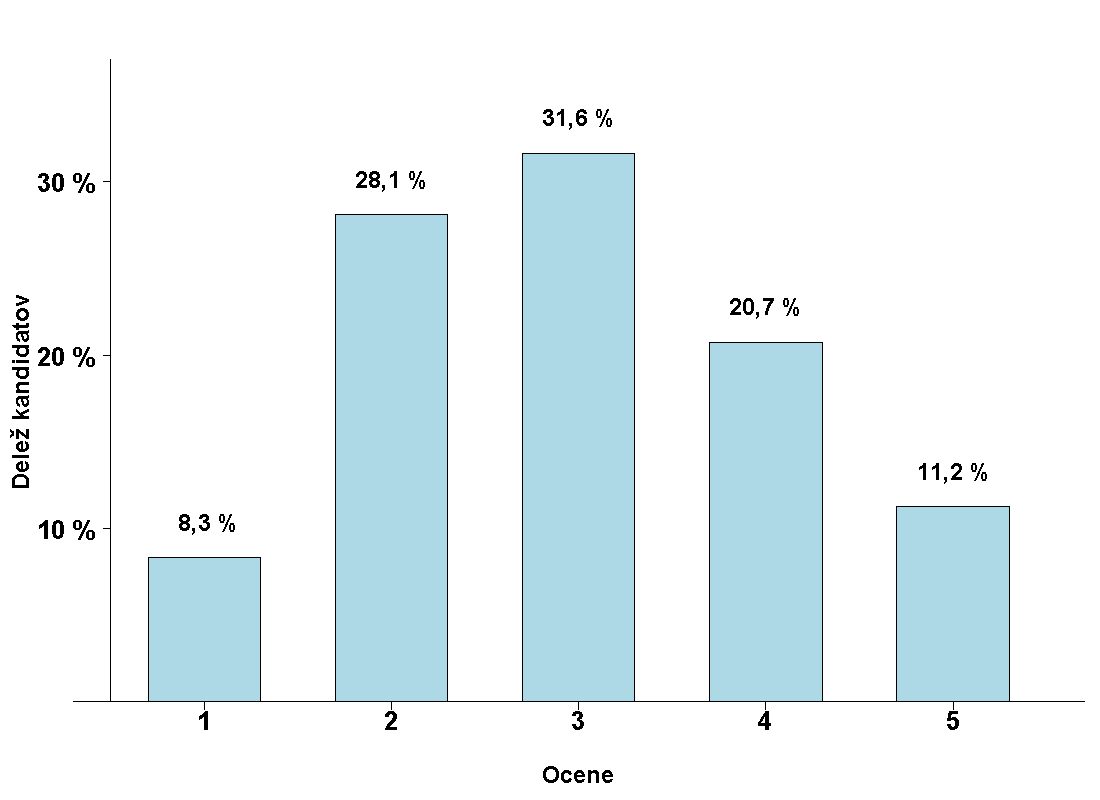 31,6 %
28,1 %
20,7 %
11,2 %
8,3 %
30 %
20 %
10 %
Delež kandidatov
1 2 3 4 5
Ocene